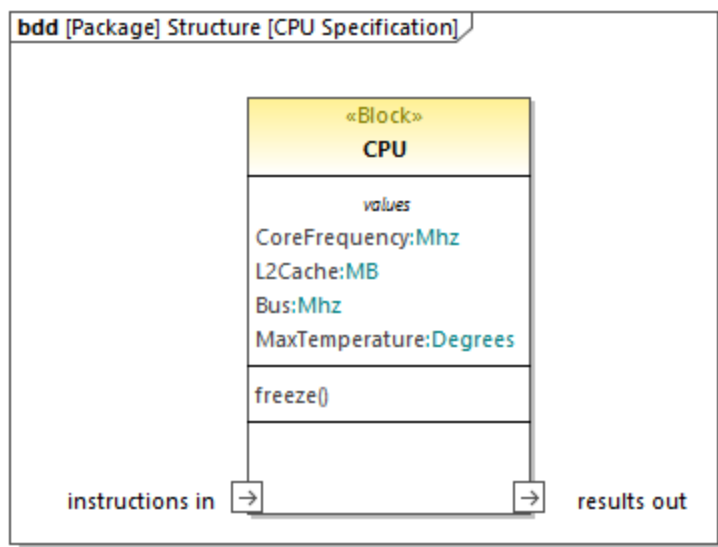 bdd [Package] Structure [CPU Specification]
«Block»
CPU
values
CoreFrequency:Mhz
L2Cache:MB
Bus:Mhz
MaxTemperature:Degrees
freeze()
instructions in
results out